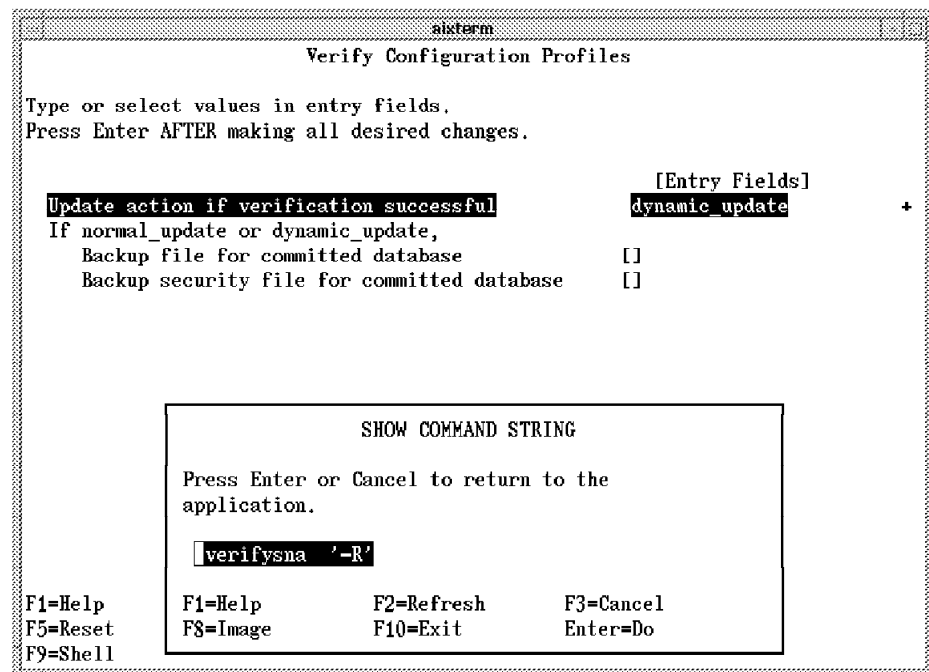 aixterm
Verify Configuration Profiles
Type or select values in entry fields.
Press Enter AFTER making all desired changes.
[Entry Fields]
Update action if verification successful dynamic_update +
If normal_update or dynamic_update,
Backup file for committed database []
Backup security file for committed database []
SHOW COMMAND STRING
Press Enter or Cancel to return to the
application.
verifysna '-R'
F1=Help F1=Help F2=Refresh F3=Cancel
F5=Reset F8=Image F10=Exit Enter=Do
F9=Shell